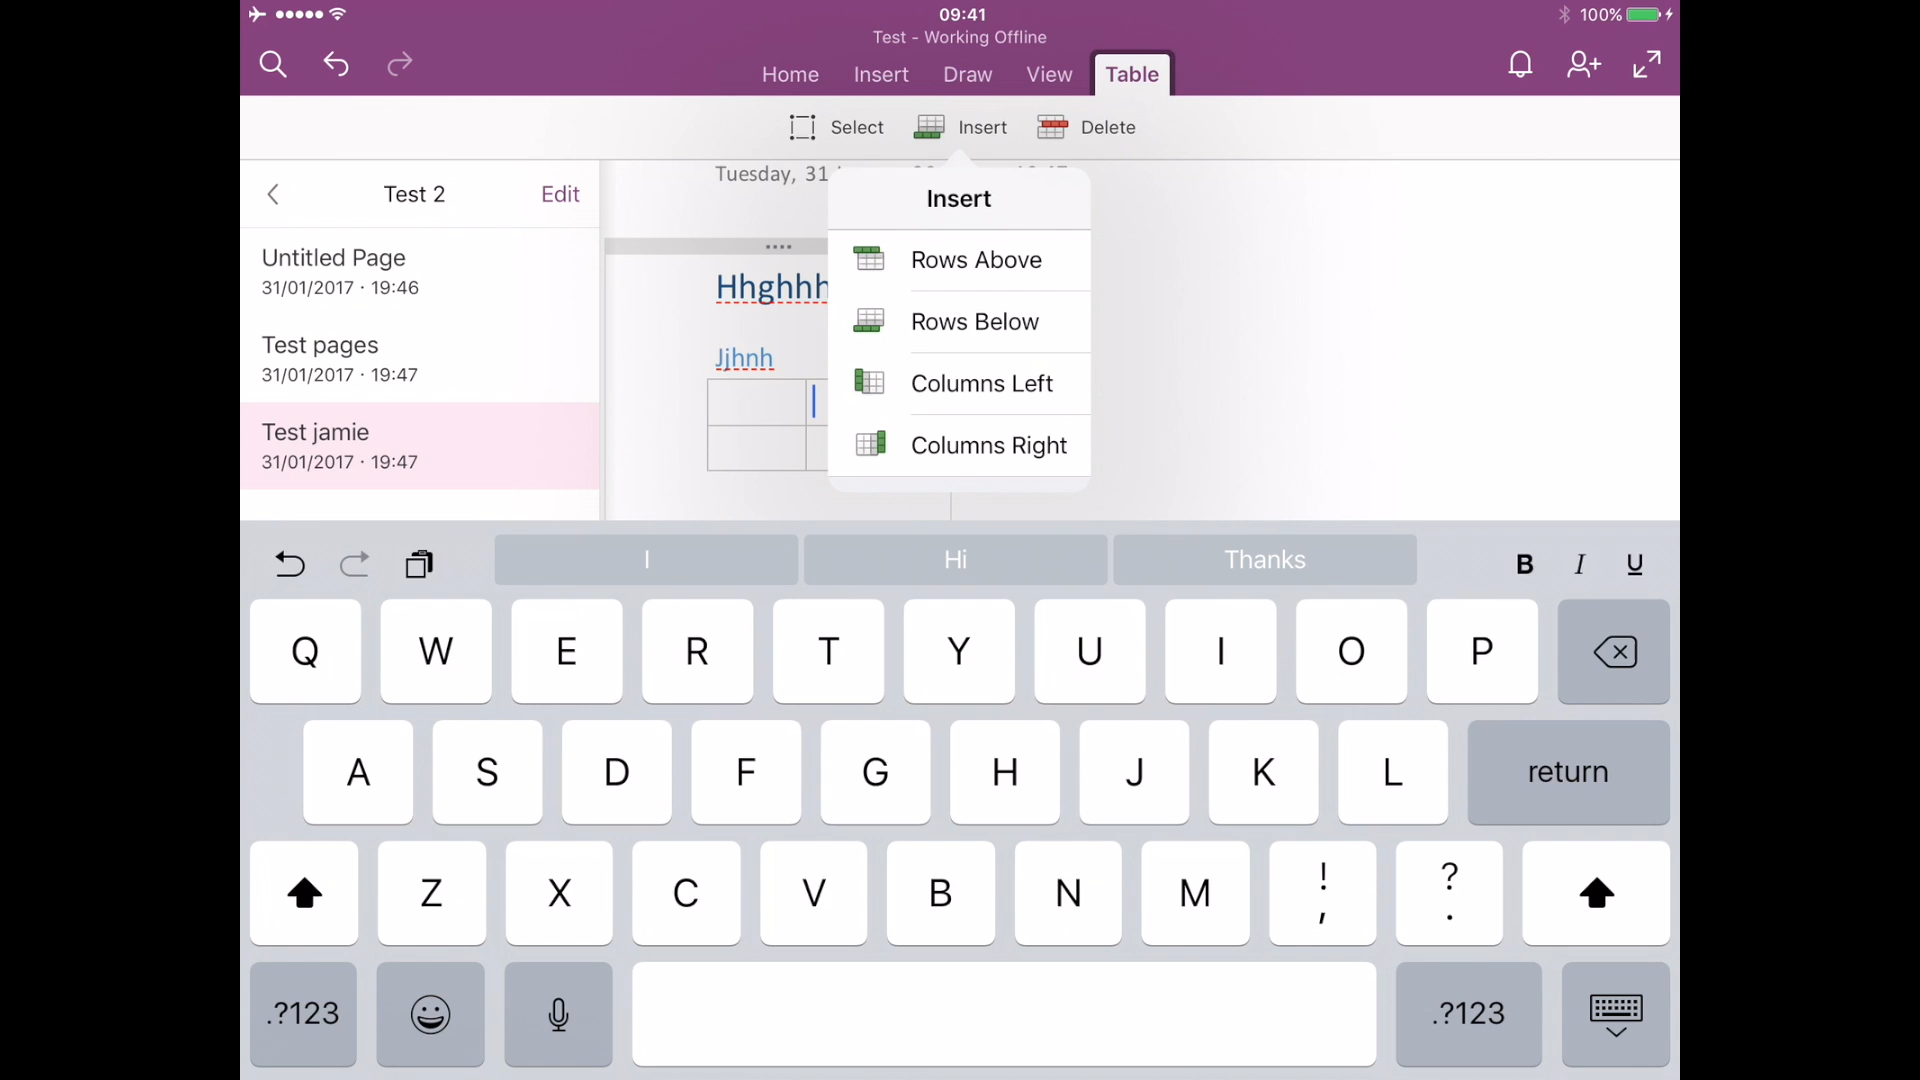 09:41
100%
Test - Working Offline
Home Insert Draw View Table
Select Insert Delete
Test 2 Edit
Untitled Page
31/01/2017 · 19:46
Test pages
31/01/2017 · 19:47
Test jamie
31/01/2017 · 19:47
Tuesday, 31
Hhghhh
Jjhnh
Insert
Rows Above
Rows Below
Columns Left
Columns Right
I Hi Thanks
B I U
Q W E R T Y U I O P
A S D F G H J K L return
Z X C V B N M ! , ? .
.?123 .?123